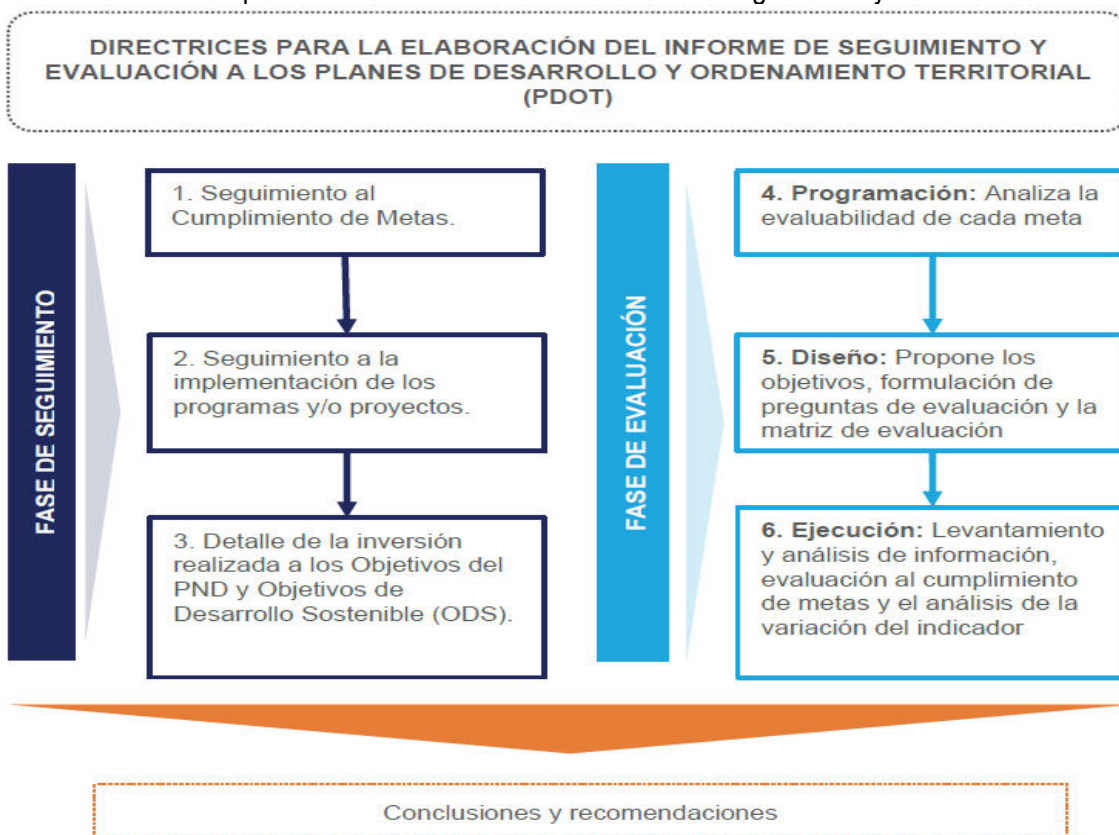 DIRECTRICES PARA LA ELABORACIÓN DEL INFORME DE SEGUIMIENTO Y
EVALUACIÓN A LOS PLANES DE DESARROLLO Y ORDENAMIENTO TERRITORIAL
(PDOT)
FASE DE SEGUIMIENTO
1. Seguimiento al
Cumplimiento de Metas.
2. Seguimiento a la
implementación de los
programas y/o proyectos.
3. Detalle de la inversión
realizada a los Objetivos del
PND y Objetivos de
Desarrollo Sostenible (ODS).
FASE DE EVALUACIÓN
4. Programación: Analiza la
evaluabilidad de cada meta
5. Diseño: Propone los
objetivos, formulación de
preguntas de evaluación y la
matriz de evaluación
6. Ejecución: Levantamiento
y análisis de información,
evaluación al cumplimiento
de metas y el análisis de la
variación del indicador
Conclusiones y recomendaciones